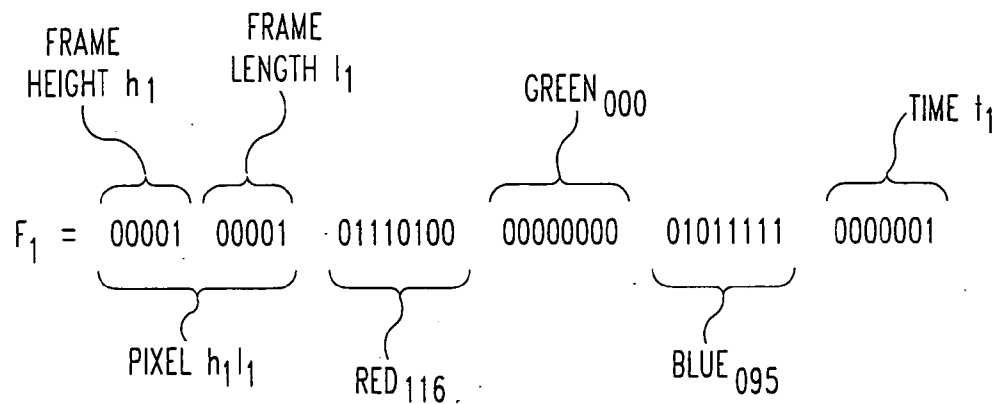 FRAME
HEIGHT h1
FRAME
LENGTH l1
GREEN000
TIME t1
F1 = 00001 00001 01110100 00000000 01011111 0000001
PIXEL h1l1
RED116
BLUE095